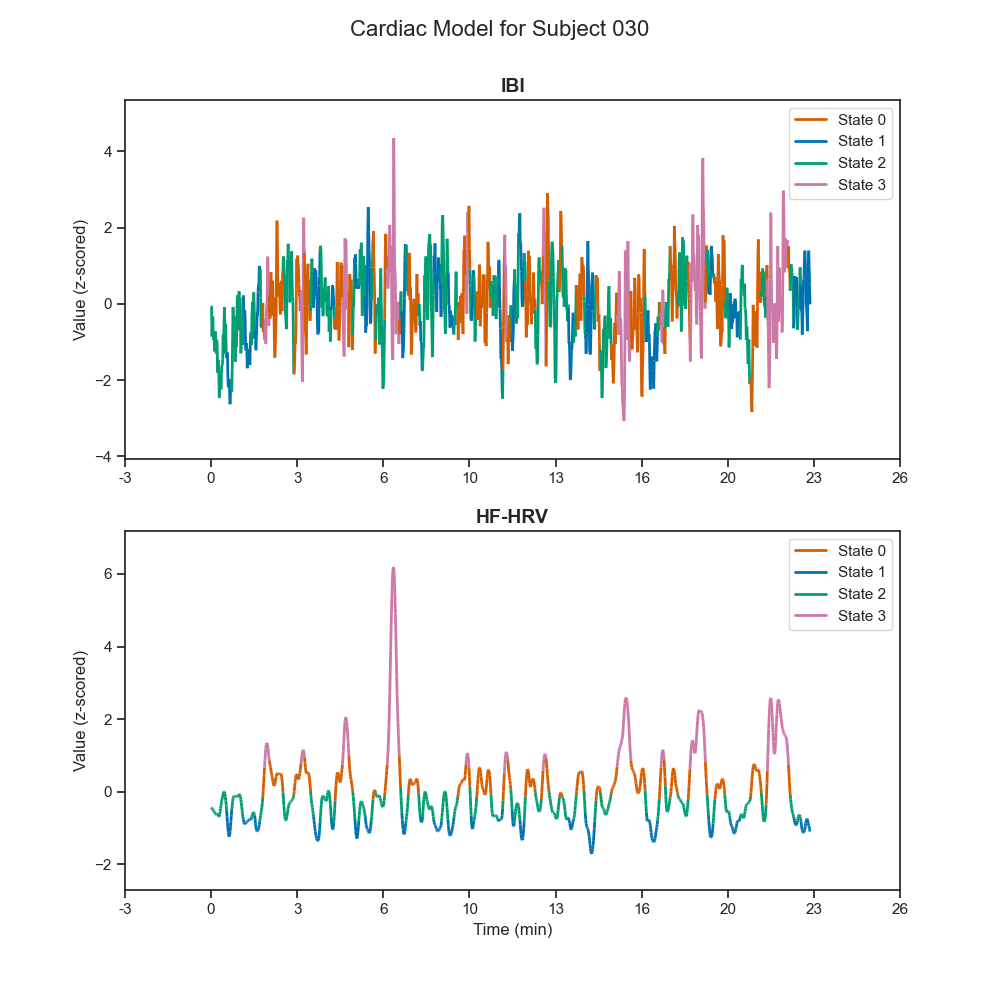 Cardiac Model for Subject 030
IBI
Value (z-scored)
4
2
0
−2
−4
-3
0
3
6
10
13
16
20
23
26
State 0
State 1
State 2
State 3
HF-HRV
Value (z-scored)
6
4
2
0
−2
-3
0
3
6
10
13
16
20
23
26
State 0
State 1
State 2
State 3
Time (min)